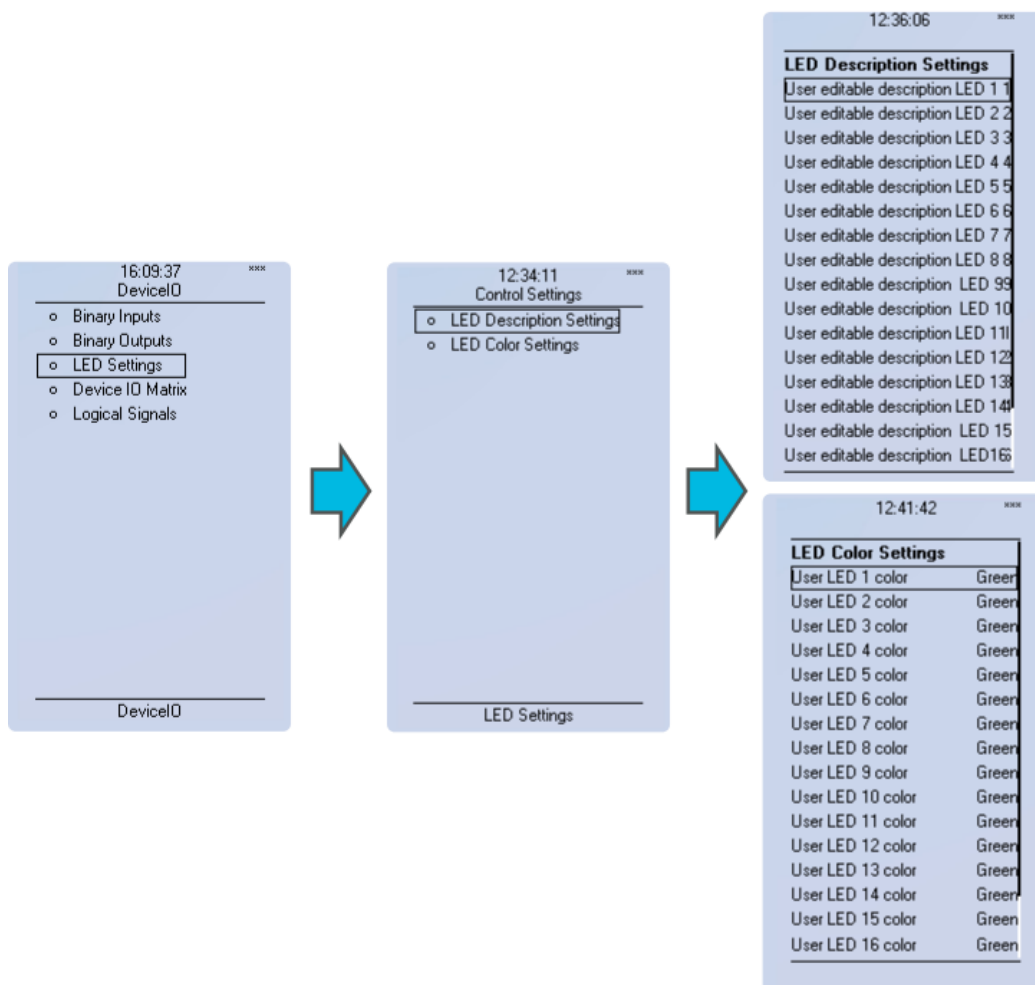 16:09:37 xxx
DeviceIO
Binary Inputs
Binary Outputs
LED Settings
Device IO Matrix
Logical Signals
DeviceIO
12:34:11 xxx
Control Settings
LED Description Settings
LED Color Settings
LED Settings
12:36:06 xxx
LED Description Settings
User editable description LED 1 1
User editable description LED 2 2
User editable description LED 3 3
User editable description LED 4 4
User editable description LED 5 5
User editable description LED 6 6
User editable description LED 7 7
User editable description LED 8 8
User editable description LED 99
User editable description LED 10
User editable description LED 11
User editable description LED 12
User editable description LED 13
User editable description LED 14
User editable description LED 15
User editable description LED16
12:41:42 xxx
LED Color Settings
User LED 1 color Green
User LED 2 color Green
User LED 3 color Green
User LED 4 color Green
User LED 5 color Green
User LED 6 color Green
User LED 7 color Green
User LED 8 color Green
User LED 9 color Green
User LED 10 color Green
User LED 11 color Green
User LED 12 color Green
User LED 13 color Green
User LED 14 color Green
User LED 15 color Green
User LED 16 color Green